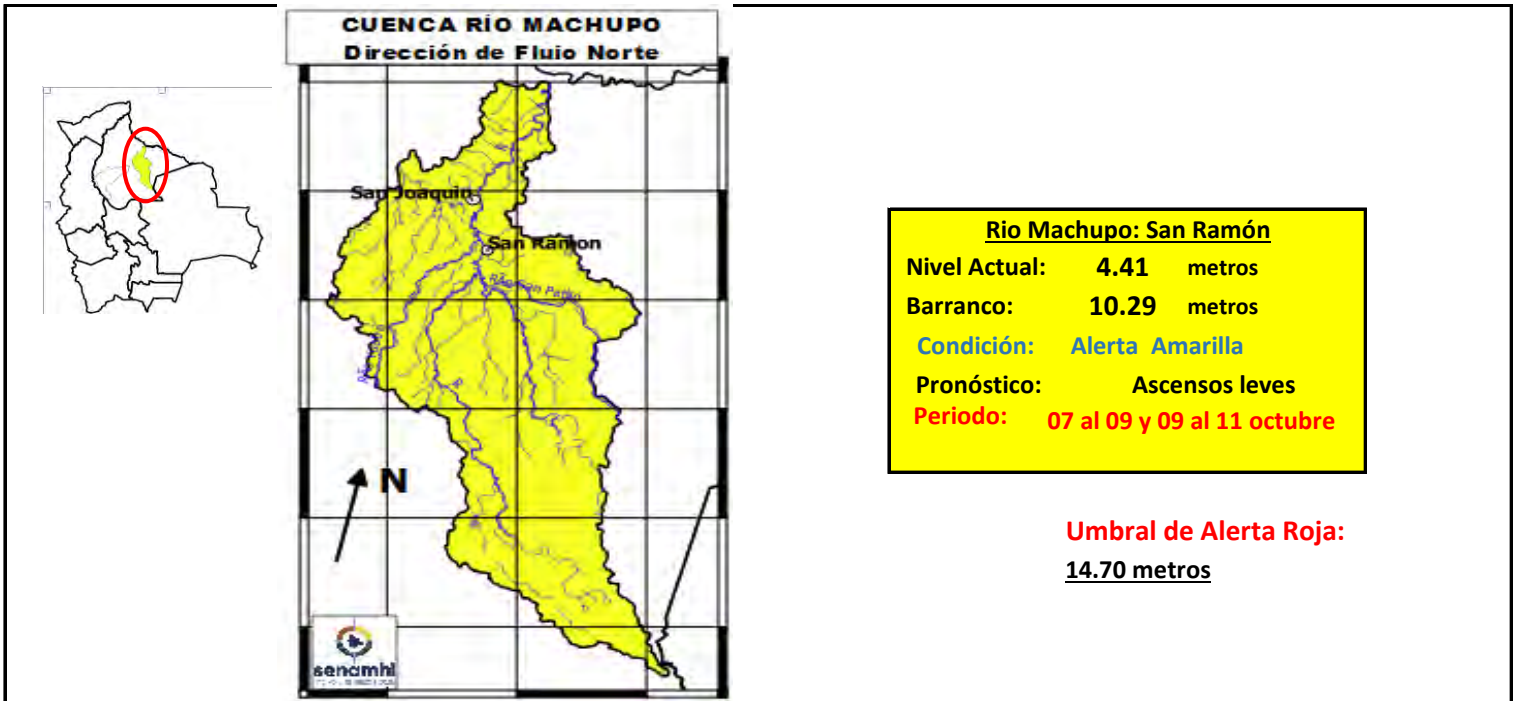 CUENCA RÍO MACHUPO
Dirección de Flujo Norte
San Joaquin
San Ramon
N
senamhi
Rio Machupo: San Ramón
Nivel Actual: 4.41 metros
Barranco: 10.29 metros
Condición: Alerta Amarilla
Pronóstico: Ascensos leves
Periodo: 07 al 09 y 09 al 11 octubre
Umbral de Alerta Roja:
14.70 metros